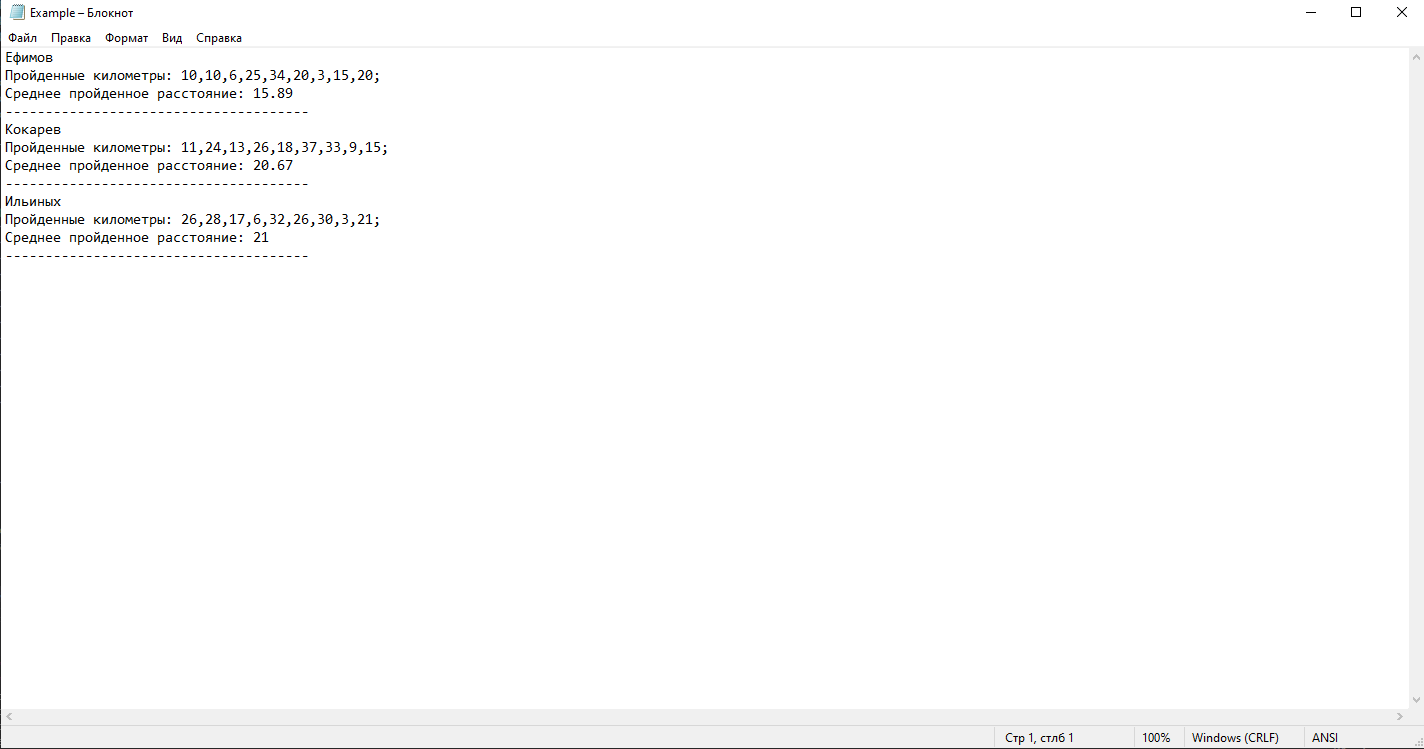 Example – Блокнот
Файл Правка Формат Вид Справка
Ефимов
Пройденные километры: 10,10,6,25,34,20,3,15,20;
Среднее пройденное расстояние: 15.89
--------------------------------------
Кокарев
Пройденные километры: 11,24,13,26,18,37,33,9,15;
Среднее пройденное расстояние: 20.67
--------------------------------------
Ильиных
Пройденные километры: 26,28,17,6,32,26,30,3,21;
Среднее пройденное расстояние: 21
--------------------------------------
Стр 1, стлб 1 100% Windows (CRLF) ANSI